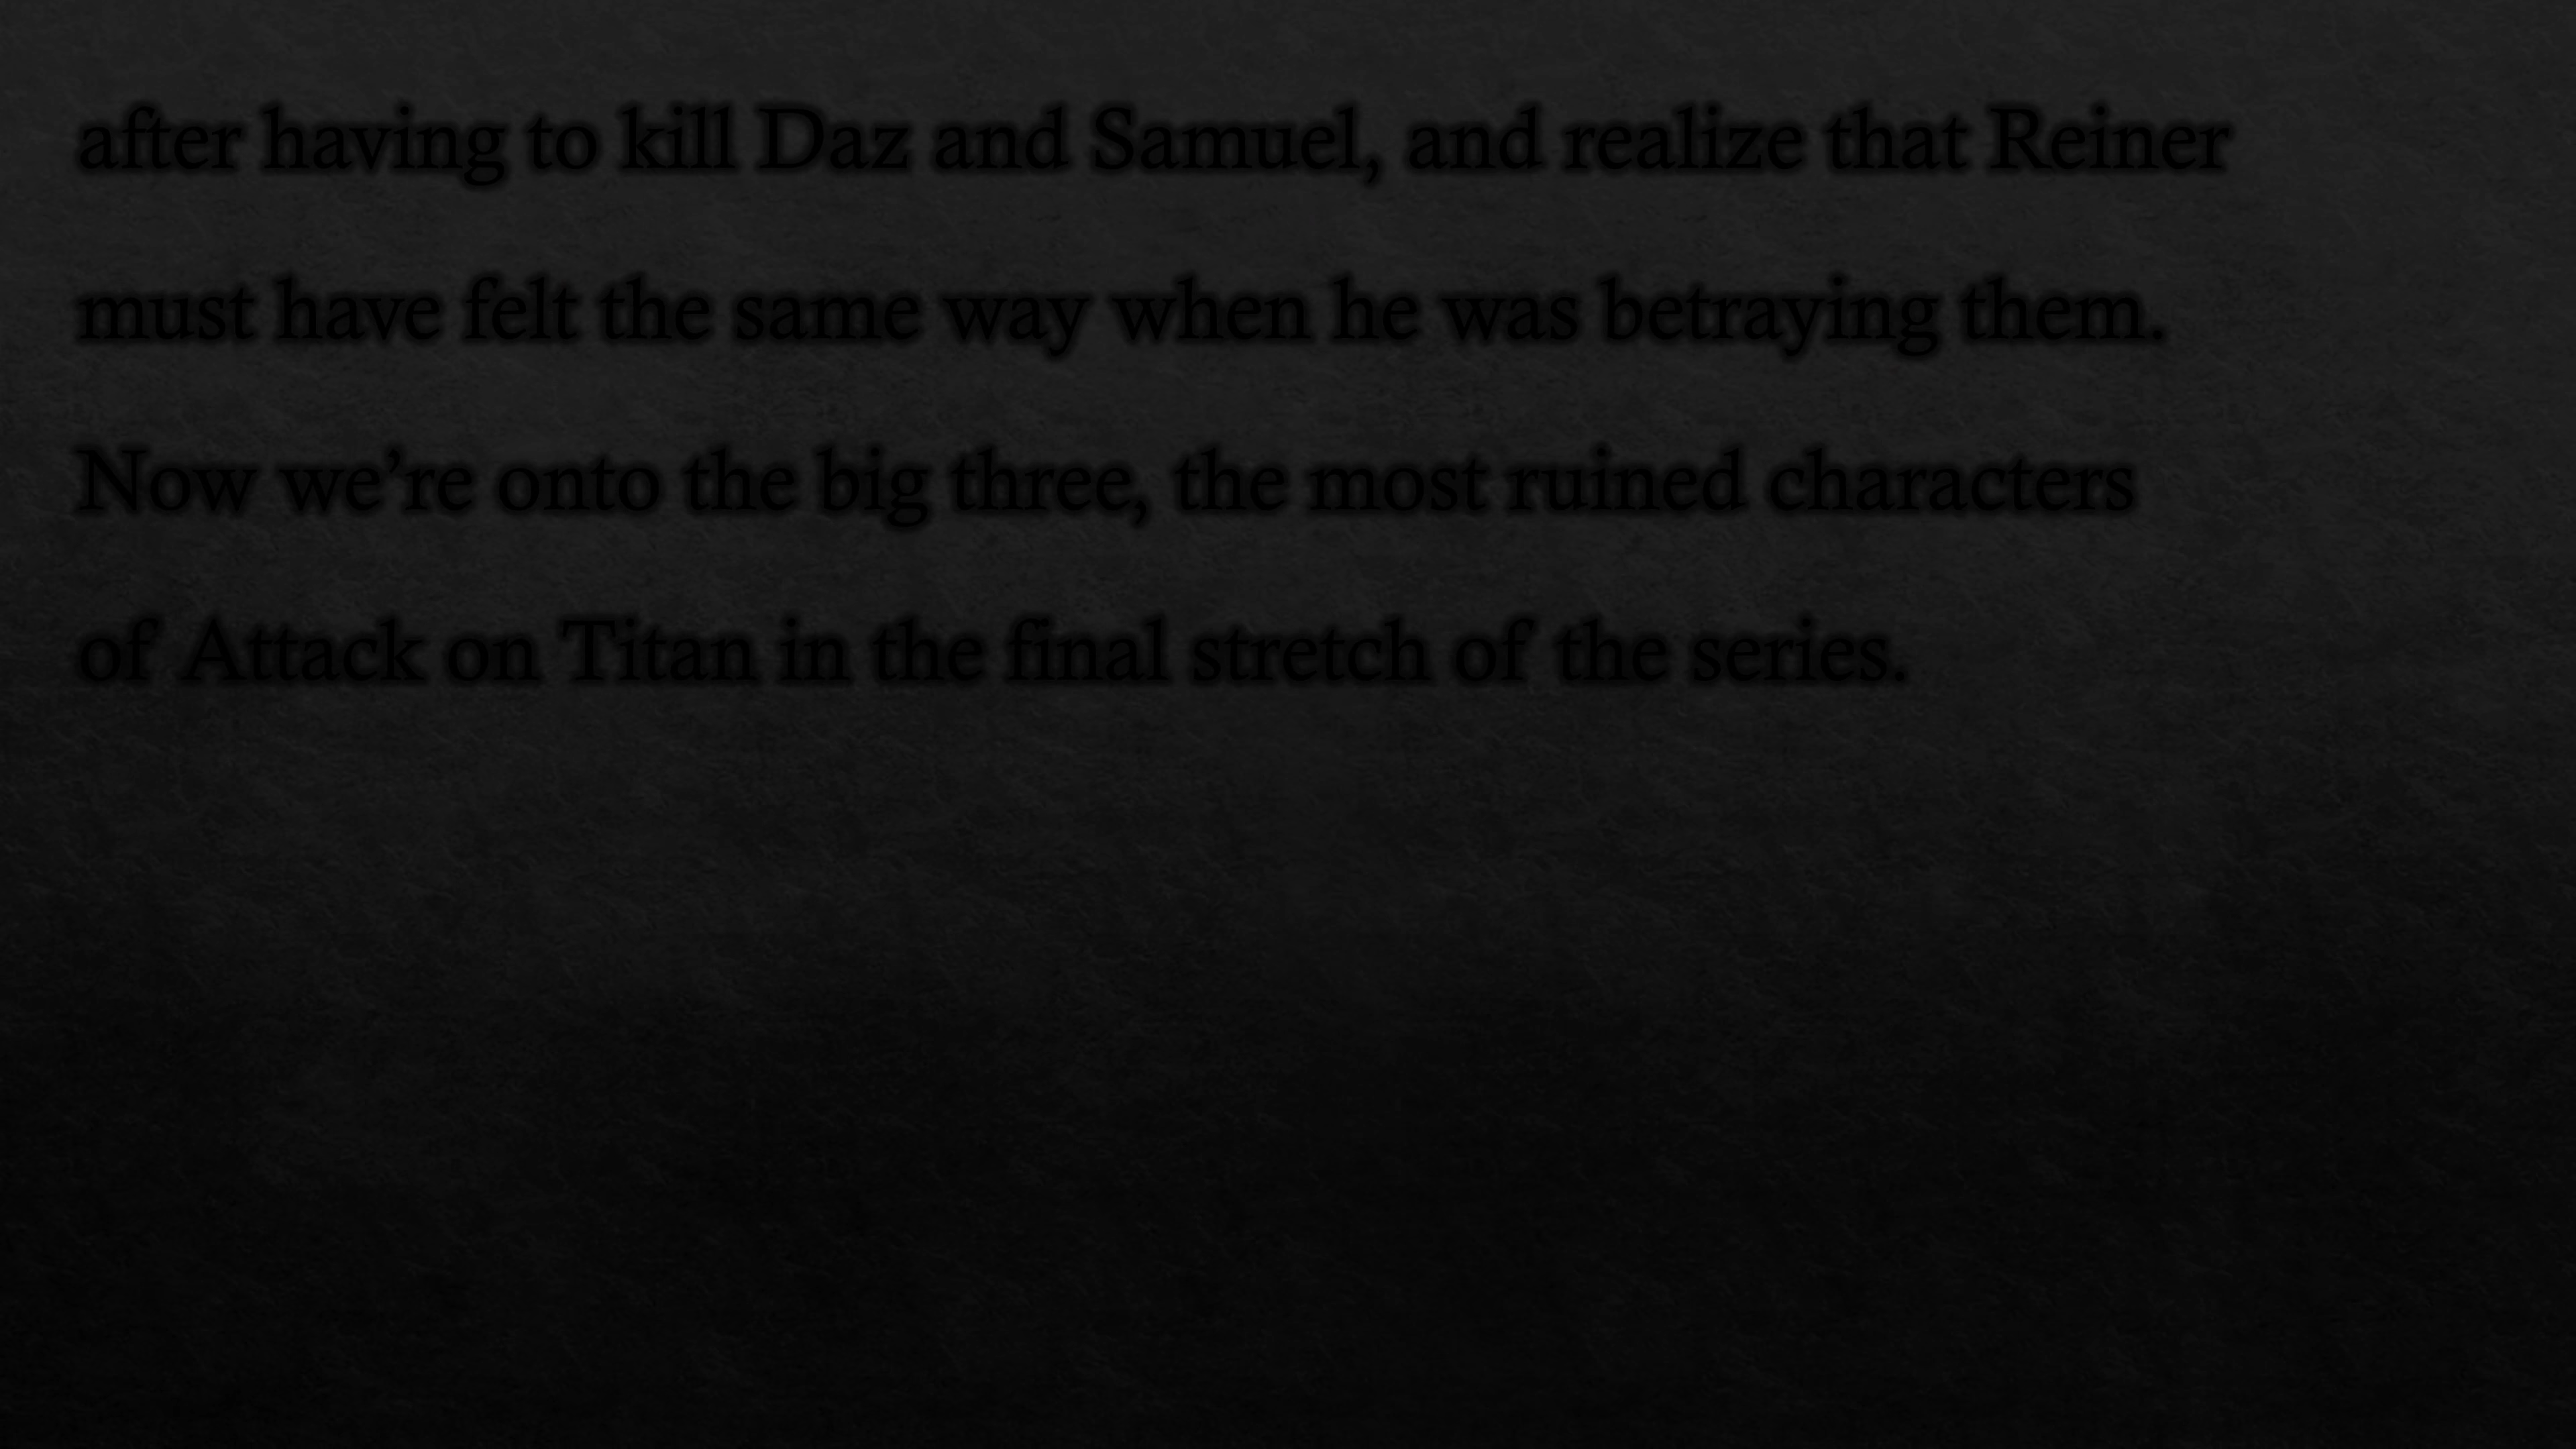 after having to kill Daz and Samuel, and realize that Reiner
must have felt the same way when he was betraying them.
Now we’re onto the big three, the most ruined characters
of Attack on Titan in the final stretch of the series.